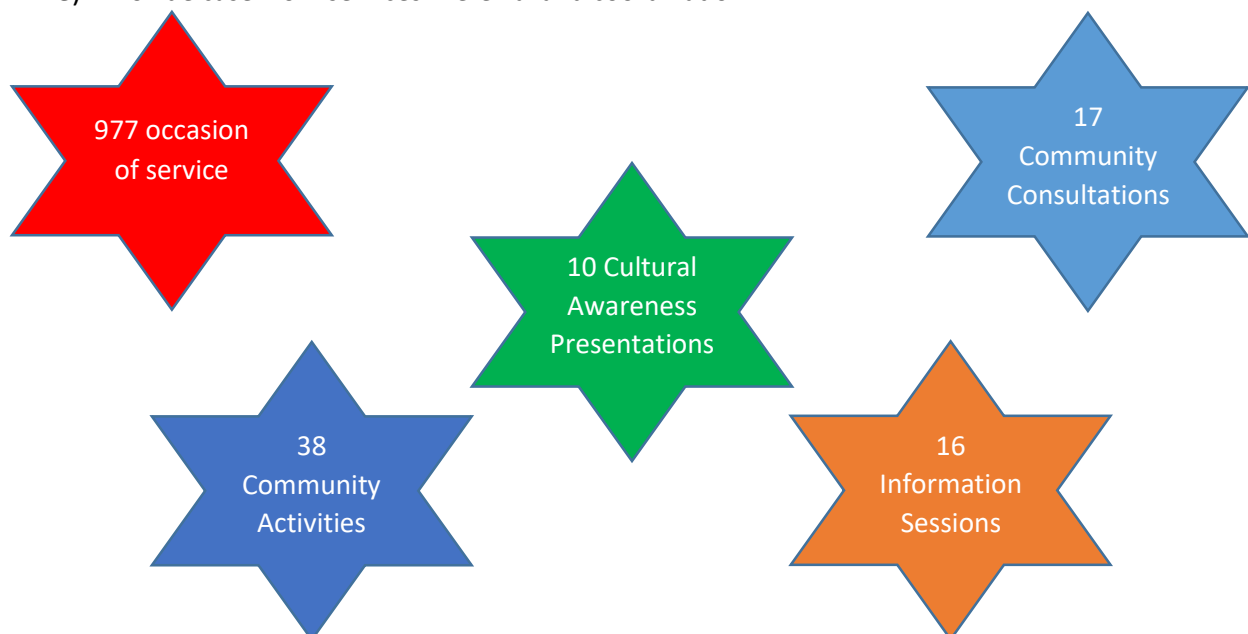 977 occasion
of service
17
Community
Consultations
10 Cultural
Awareness
Presentations
38
Community
Activities
16
Information
Sessions